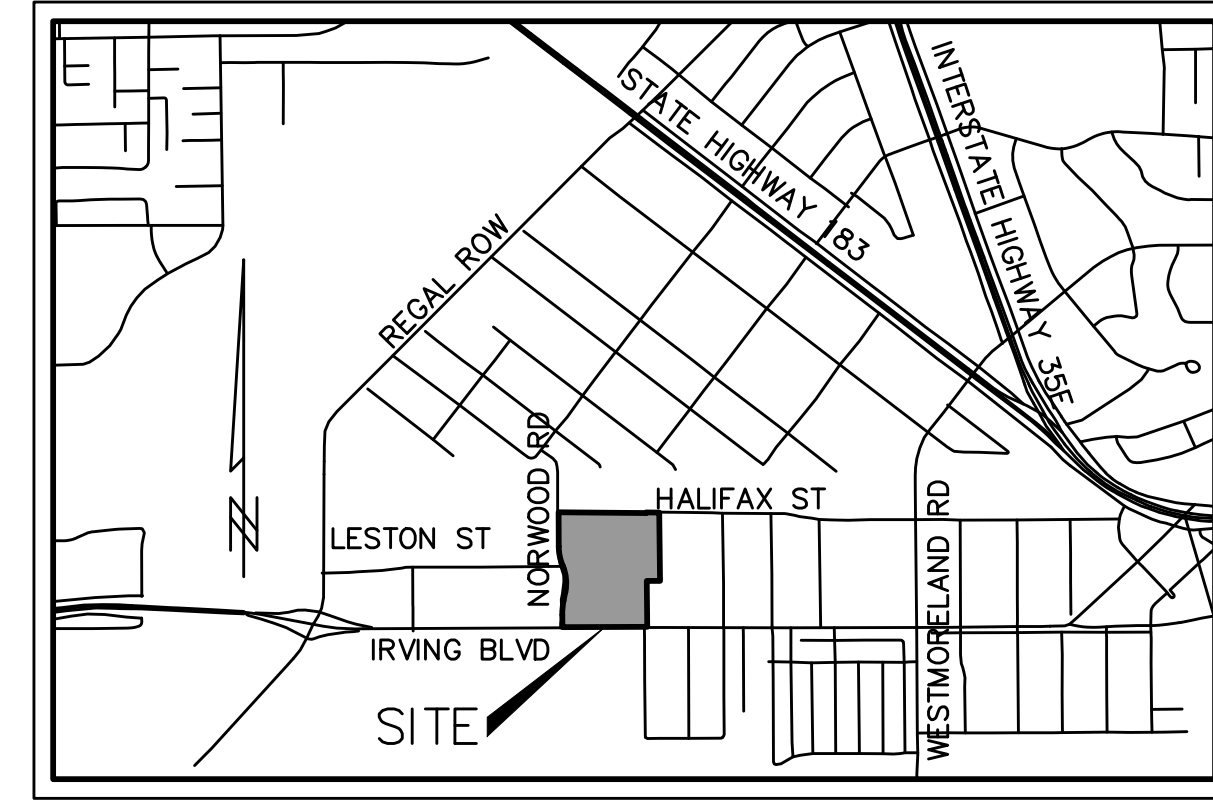 STATE HIGHWAY 183
INTERSTATE HIGHWAY 35E
REGAL ROW
NORWOOD RD
HALIFAX ST
LESTON ST
WESTMORELAND RD
IRVING BLVD
SITE
N